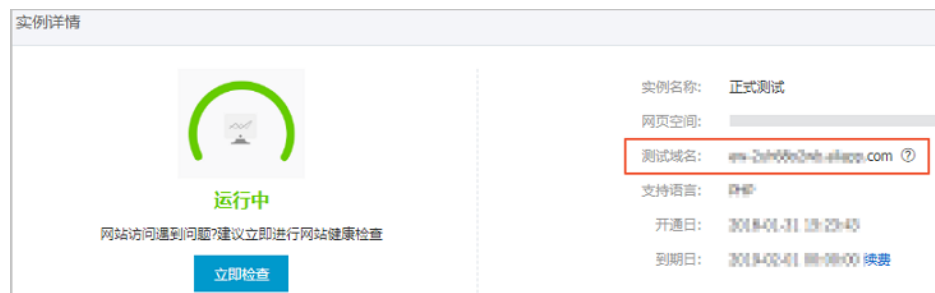 实例详情
运行中
网站访问遇到问题?建议立即进行网站健康检查
立即检查
实例名称: 正式测试
网页空间:
测试域名: .com ?
支持语言:
开通日:
到期日: 续费